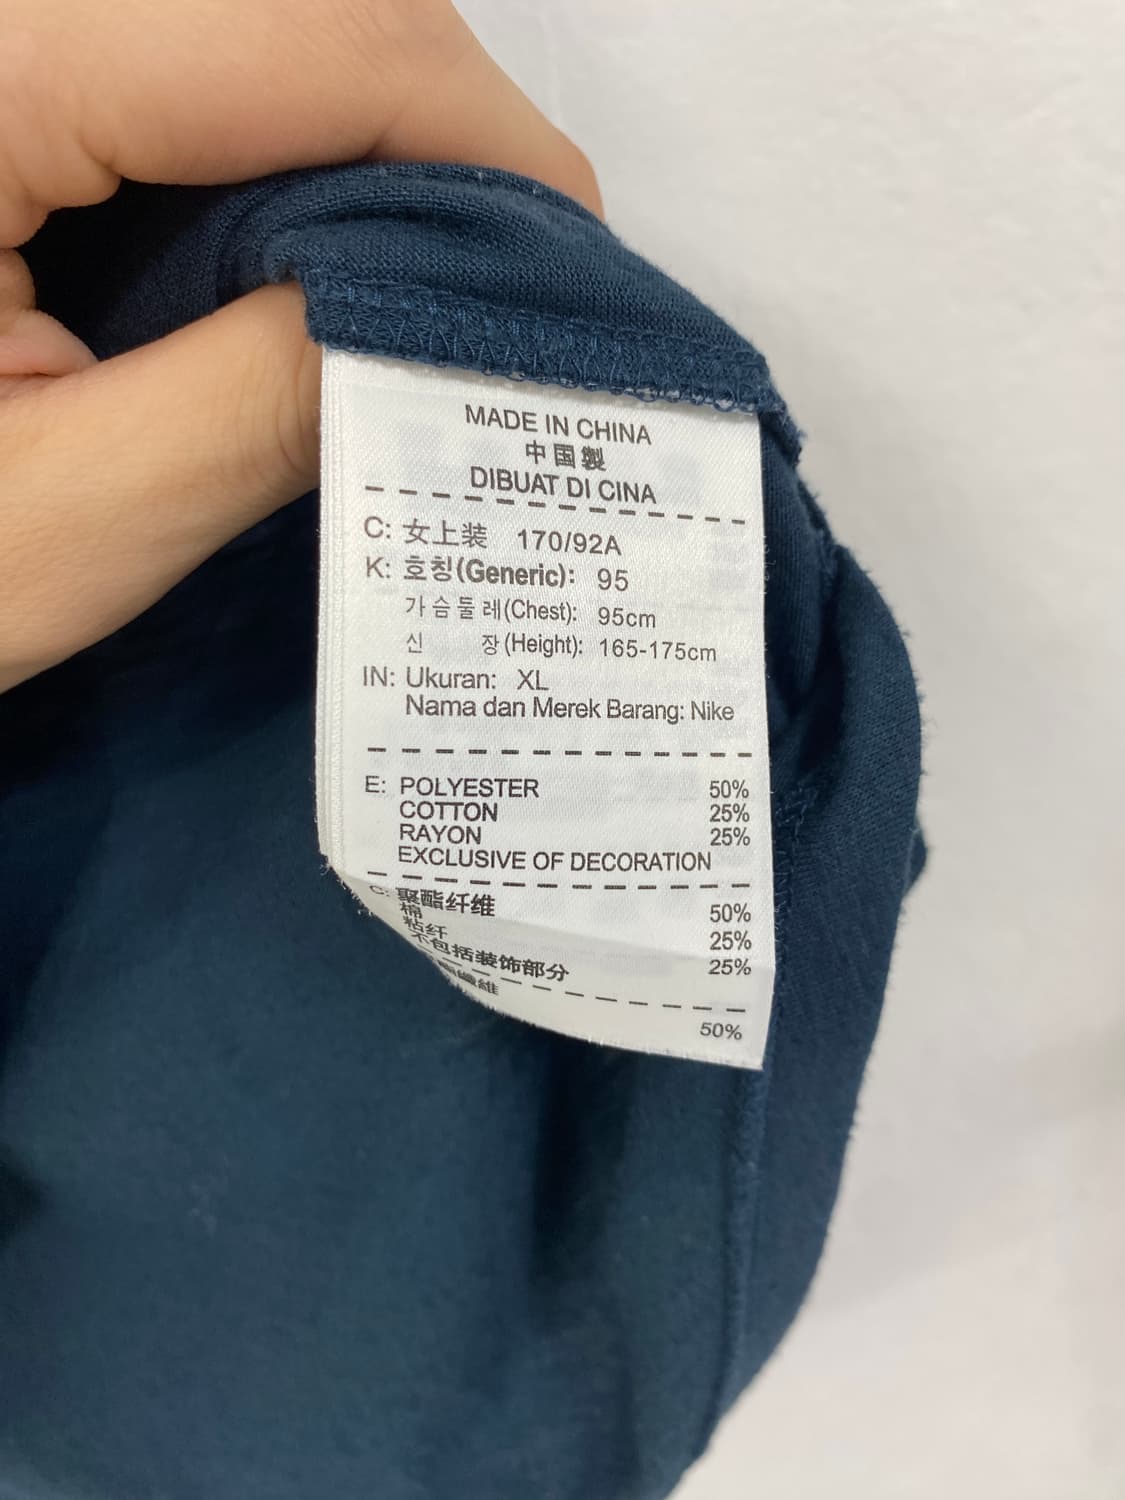 MADE IN CHINA
中国製
DIBUAT DI CINA
C: 女上装 170/92A
K: 호칭(Generic): 95
가슴둘레(Chest): 95cm
신 장(Height): 165-175cm
IN: Ukuran: XL
Nama dan Merek Barang: Nike
E: POLYESTER 50%
COTTON 25%
RAYON 25%
EXCLUSIVE OF DECORATION
C: 聚酯纤维 50%
棉 25%
粘纤 25%
不包括装饰部分
纖維 50%